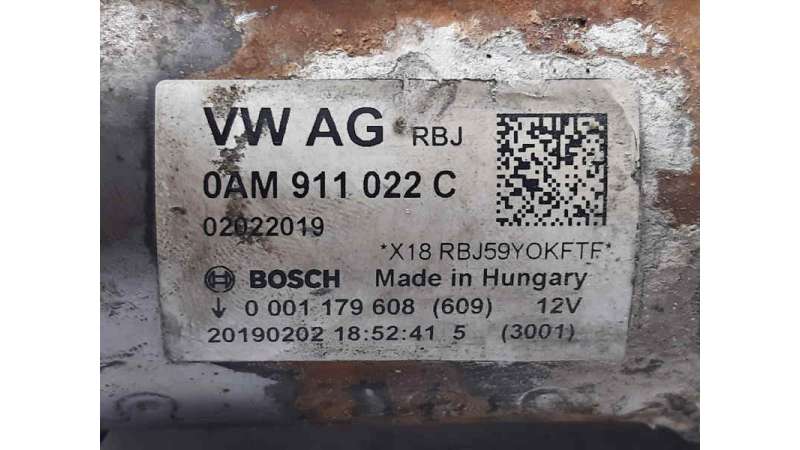 VW AG RBJ
0AM 911 022 C
02022019
*X18 RBJ59YOKFTF*
BOSCH Made in Hungary
↓ 0 001 179 608 (609) 12V
20190202 18:52:41 5 (3001)